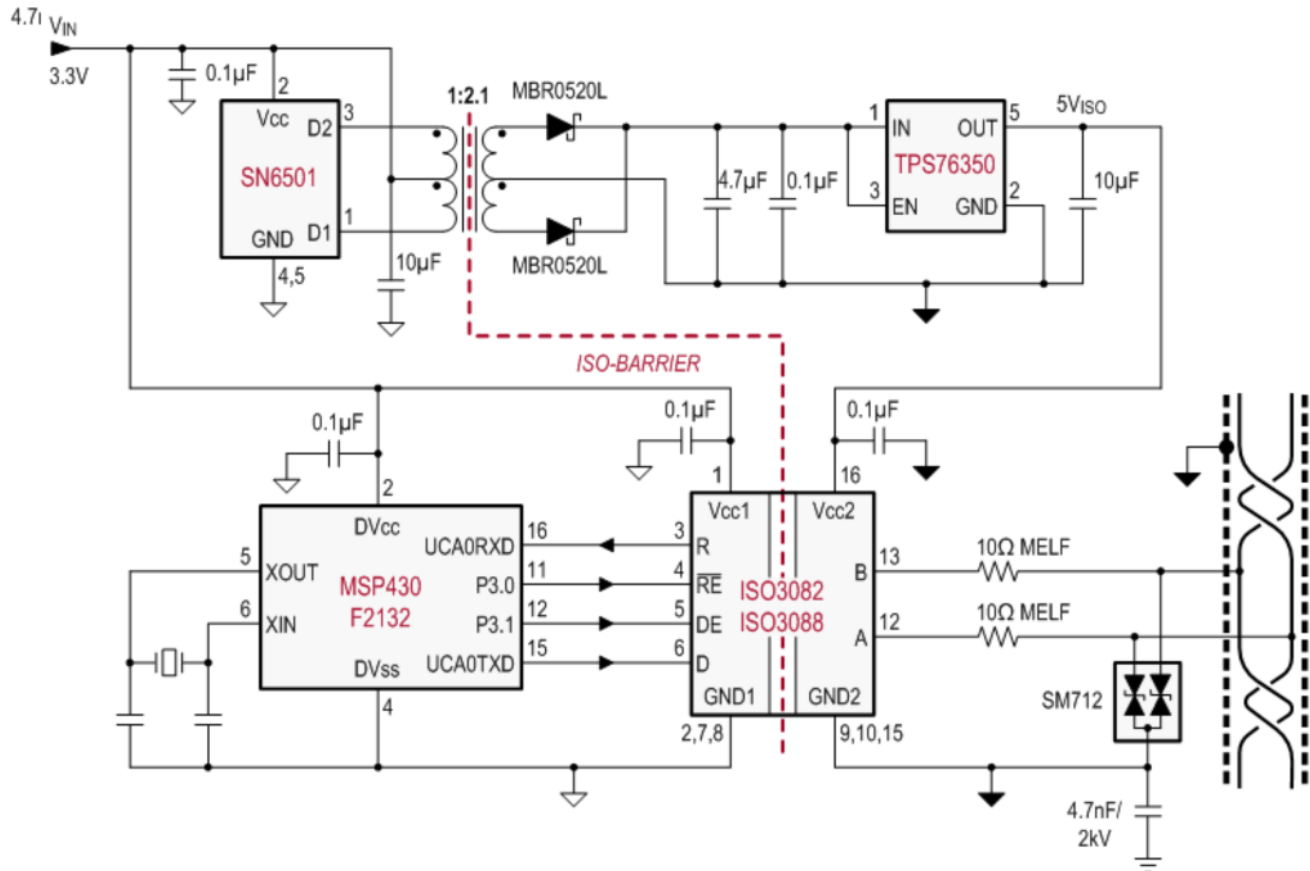 4.7
VIN
3.3V
0.1µF
2
Vcc
D2
3
SN6501
D1
1
GND
4,5
10µF
1:2.1
MBR0520L
MBR0520L
4.7µF
0.1µF
1
IN
OUT
5
TPS76350
3
EN
GND
2
5VISO
10µF
ISO-BARRIER
0.1µF
2
DVcc
5
XOUT
6
XIN
MSP430
F2132
UCA0RXD
16
P3.0
11
P3.1
12
UCA0TXD
15
DVss
4
0.1µF
1
Vcc1
3
R
4
RE
5
DE
6
D
GND1
2,7,8
ISO3082
ISO3088
0.1µF
16
Vcc2
B
13
A
12
GND2
9,10,15
10Ω MELF
10Ω MELF
SM712
4.7nF/
2kV